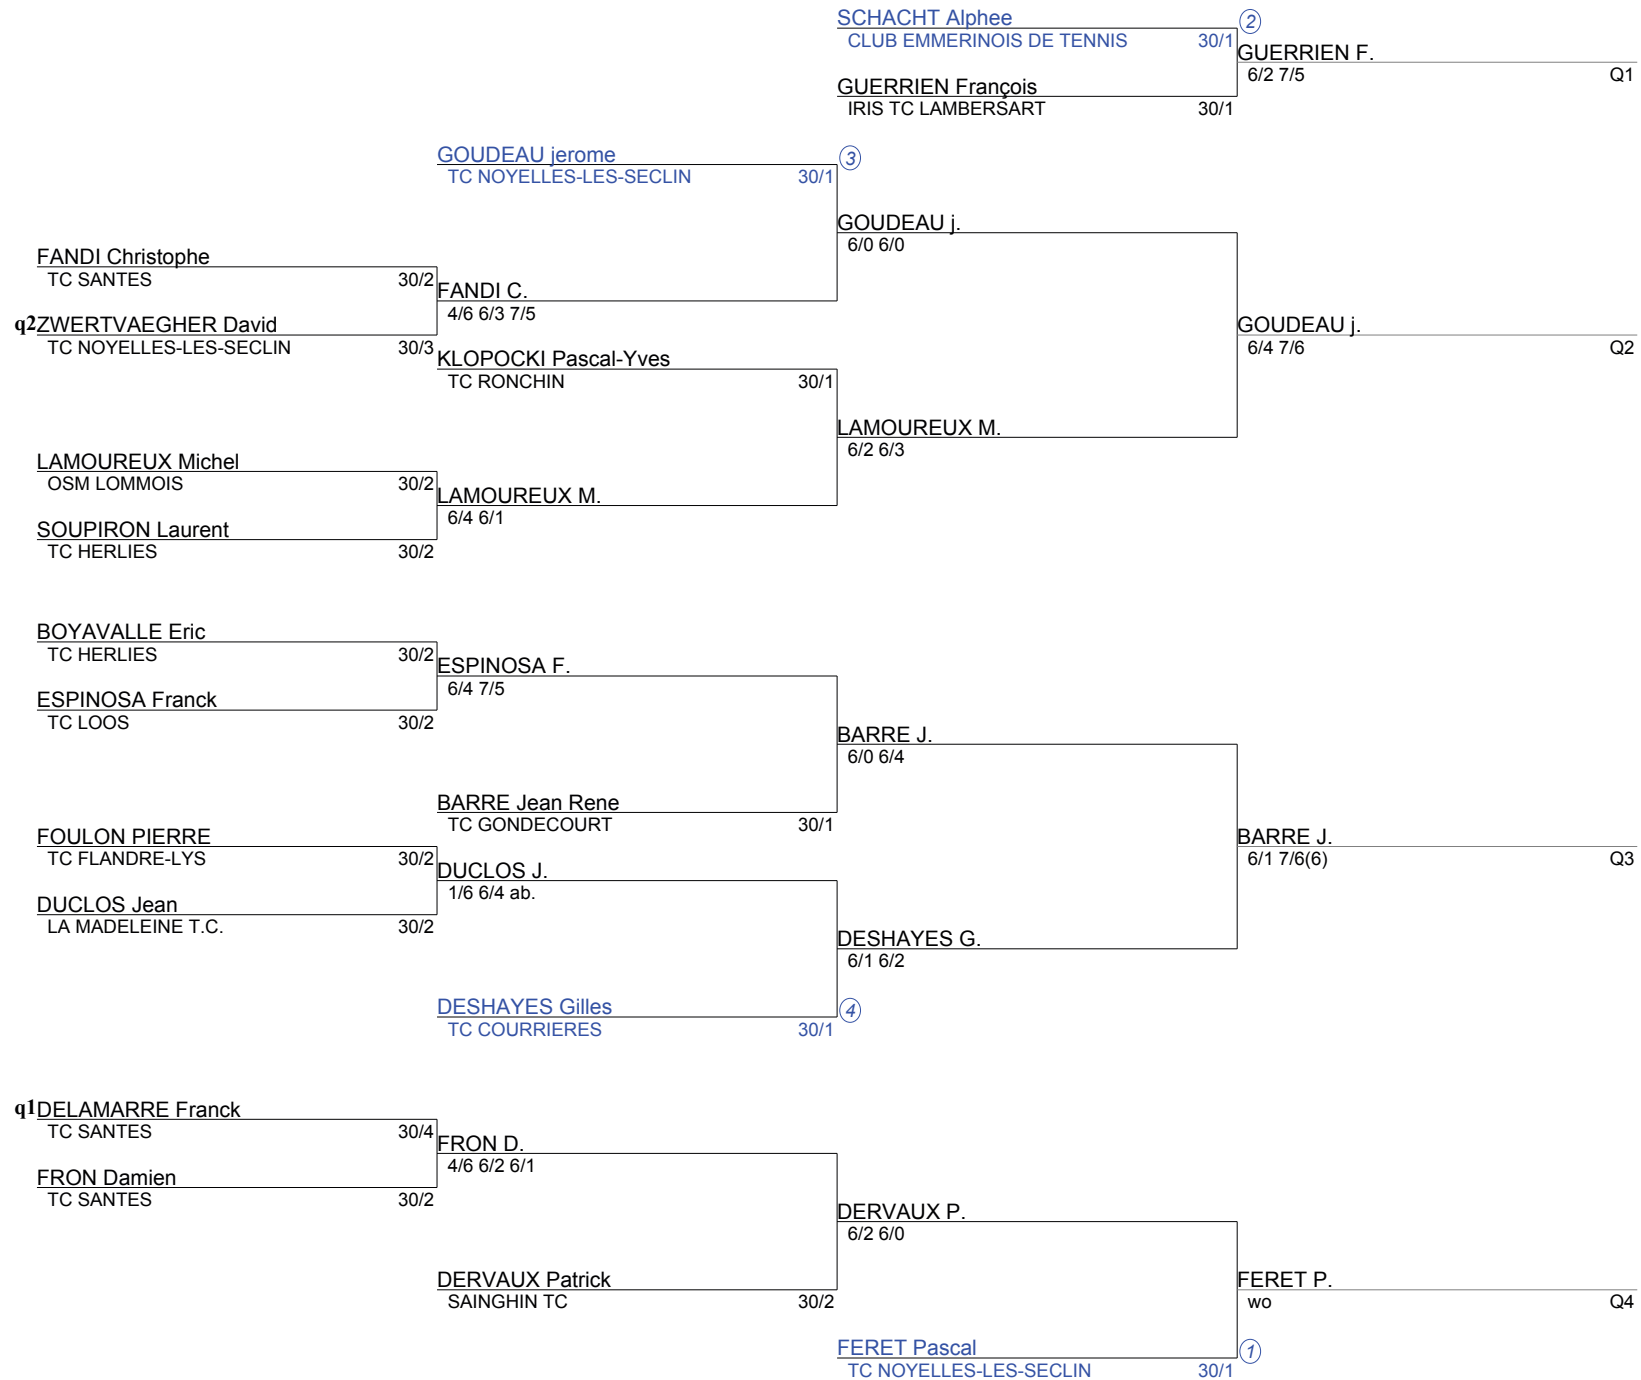 SCHACHT Alphee
2
CLUB EMMERINOIS DE TENNIS 30/1
GUERRIEN F.
6/2 7/5 Q1
GUERRIEN François
IRIS TC LAMBERSART 30/1
GOUDEAU jerome
3
TC NOYELLES-LES-SECLIN 30/1
GOUDEAU j.
6/0 6/0
FANDI Christophe
TC SANTES 30/2
FANDI C.
4/6 6/3 7/5
q2 ZWERTVAEGHER David
TC NOYELLES-LES-SECLIN 30/3
GOUDEAU j.
6/4 7/6 Q2
KLOPOCKI Pascal-Yves
TC RONCHIN 30/1
LAMOUREUX M.
6/2 6/3
LAMOUREUX Michel
OSM LOMMOIS 30/2
LAMOUREUX M.
6/4 6/1
SOUPIRON Laurent
TC HERLIES 30/2
BOYAVALLE Eric
TC HERLIES 30/2
ESPINOSA F.
6/4 7/5
ESPINOSA Franck
TC LOOS 30/2
BARRE J.
6/0 6/4
BARRE Jean Rene
TC GONDECOURT 30/1
FOULON PIERRE
TC FLANDRE-LYS 30/2
BARRE J.
6/1 7/6(6) Q3
DUCLOS J.
1/6 6/4 ab.
DUCLOS Jean
LA MADELEINE T.C. 30/2
DESHAYES G.
6/1 6/2
DESHAYES Gilles
4
TC COURRIERES 30/1
q1 DELAMARRE Franck
TC SANTES 30/4
FRON D.
4/6 6/2 6/1
FRON Damien
TC SANTES 30/2
DERVAUX P.
6/2 6/0
DERVAUX Patrick
SAINGHIN TC 30/2
FERET P.
wo Q4
FERET Pascal
1
TC NOYELLES-LES-SECLIN 30/1